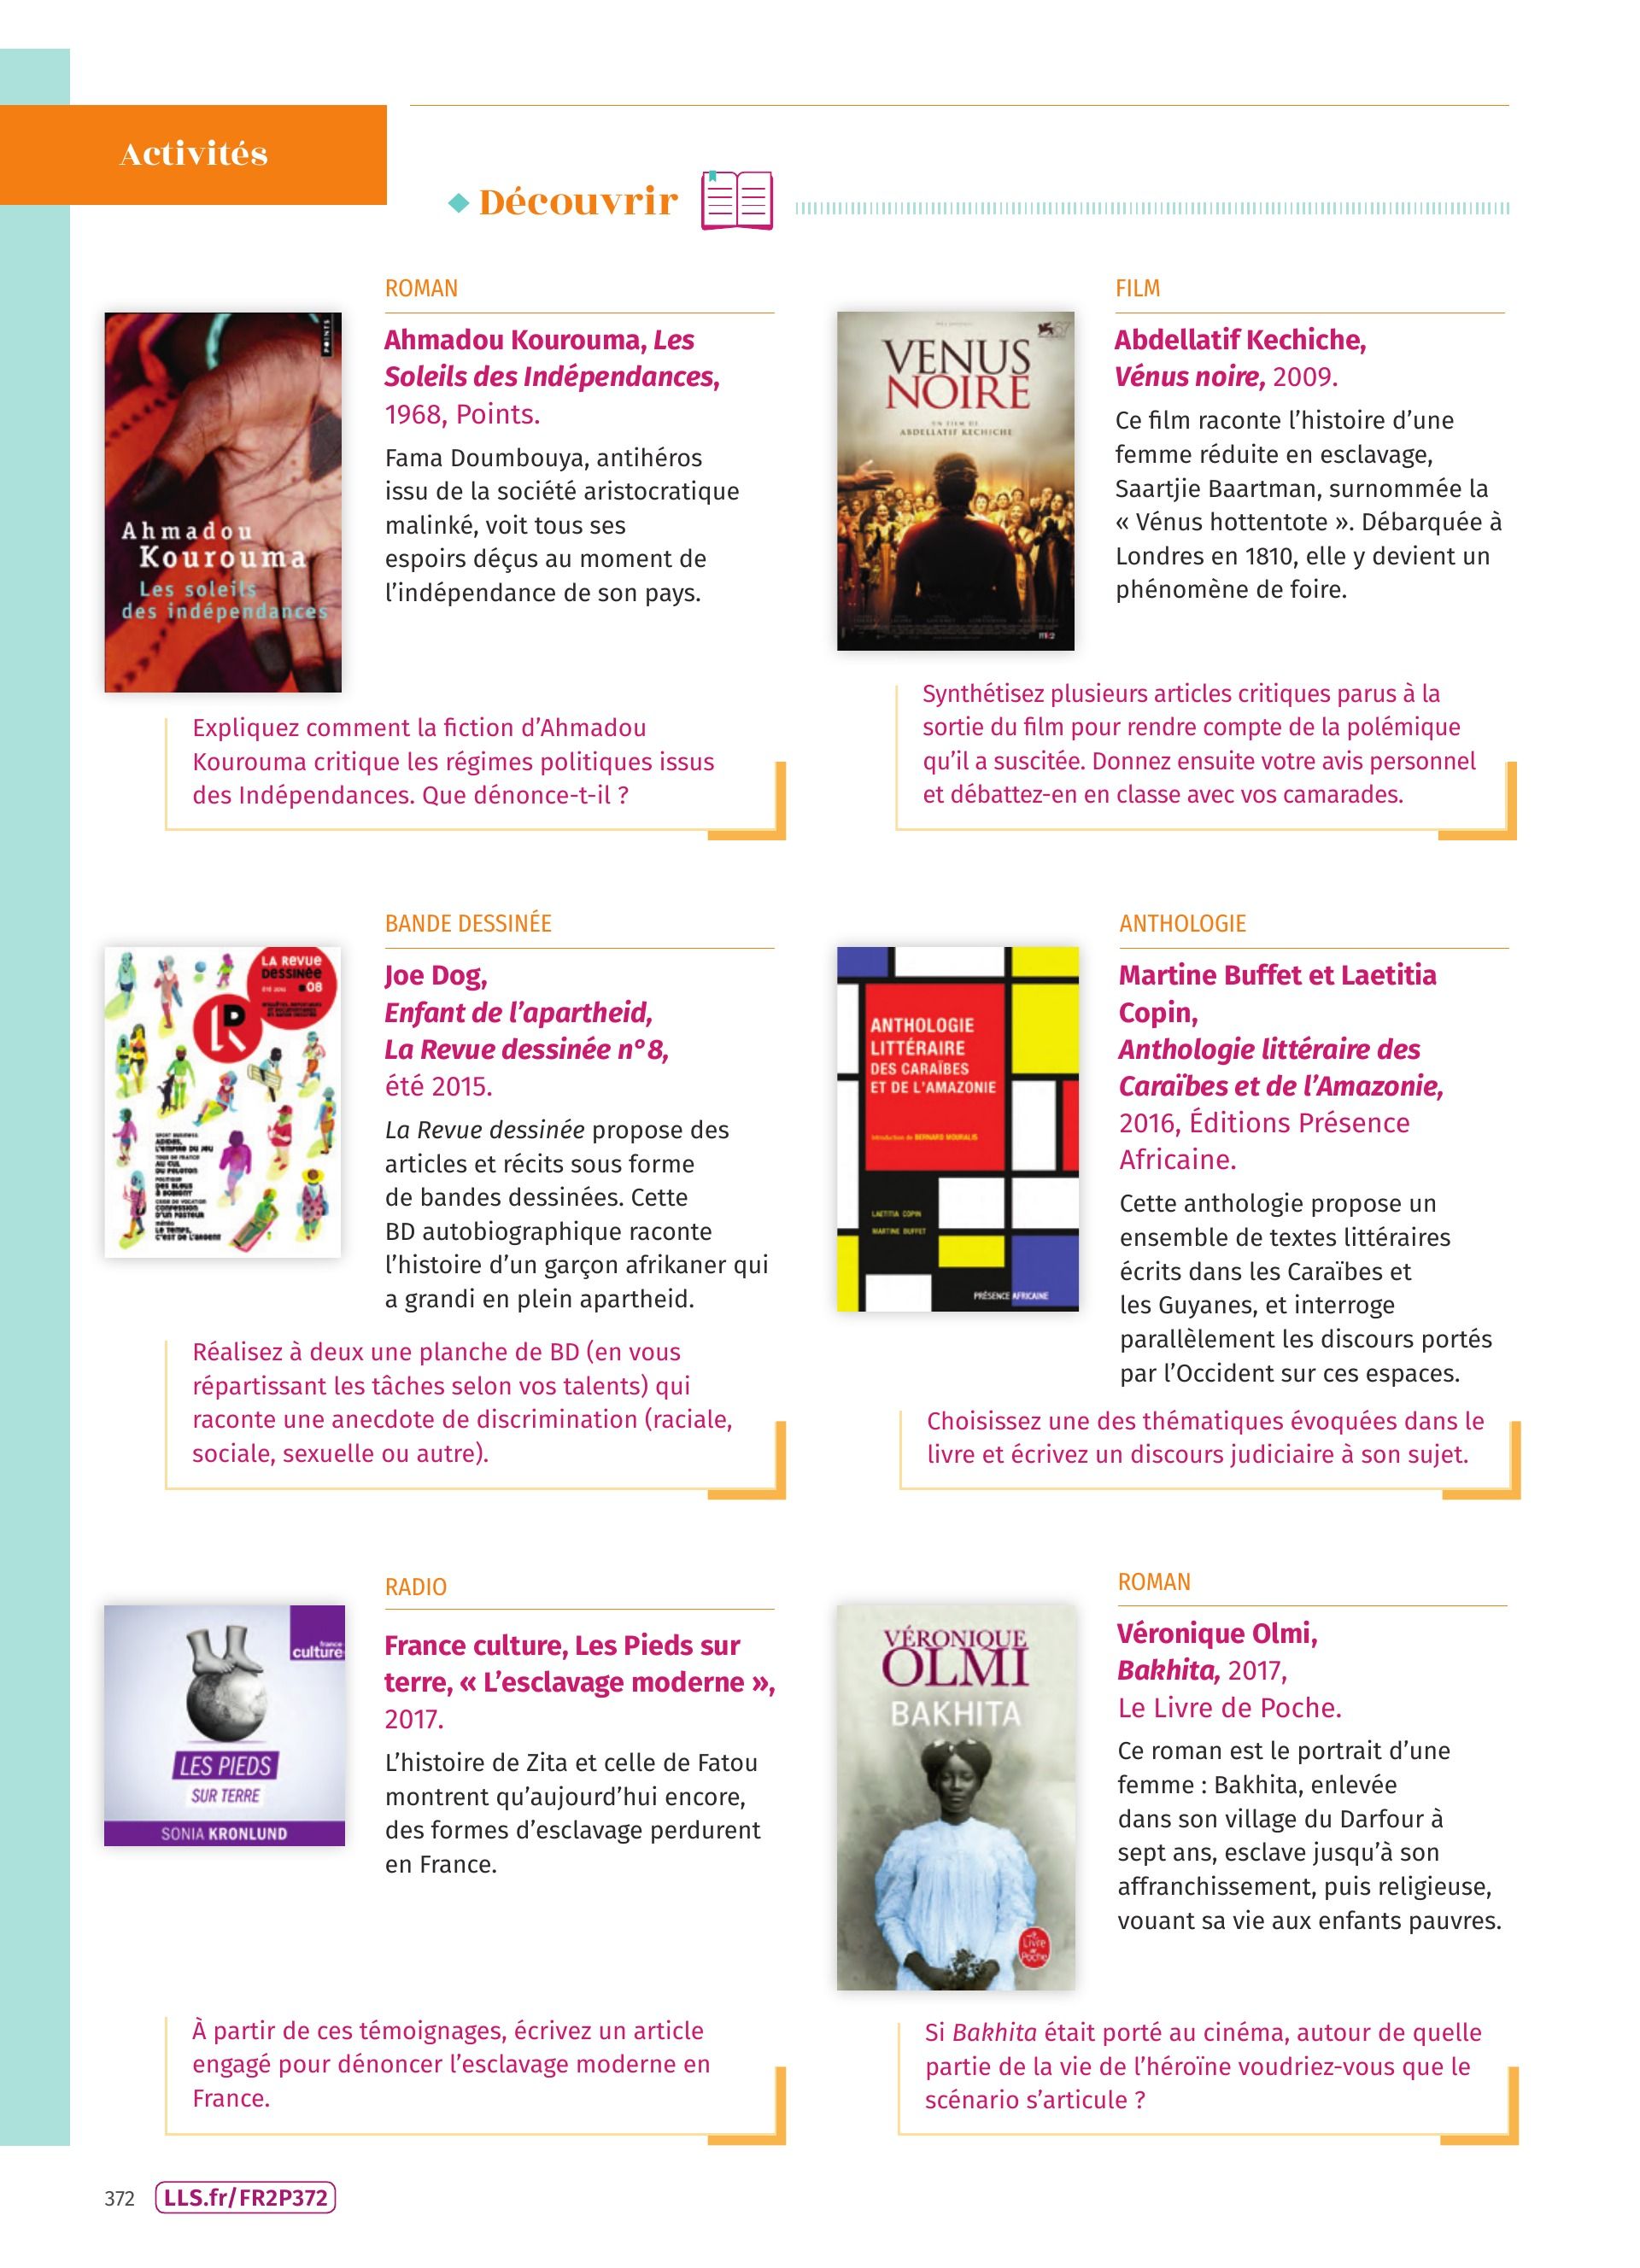 Activités
Découvrir
ROMAN
POINTS
Ahmadou
Kourouma
Les soleils
des indépendances
Ahmadou Kourouma, Les
Soleils des Indépendances,
1968, Points.
Fama Doumbouya, antihéros
issu de la société aristocratique
malinké, voit tous ses
espoirs déçus au moment de
l’indépendance de son pays.
Expliquez comment la fiction d’Ahmadou
Kourouma critique les régimes politiques issus
des Indépendances. Que dénonce-t-il ?
FILM
VENUS
NOIRE
UN FILM DE
ABDELLATIF KECHICHE
Abdellatif Kechiche,
Vénus noire, 2009.
Ce film raconte l’histoire d’une
femme réduite en esclavage,
Saartjie Baartman, surnommée la
« Vénus hottentote ». Débarquée à
Londres en 1810, elle y devient un
phénomène de foire.
Synthétisez plusieurs articles critiques parus à la
sortie du film pour rendre compte de la polémique
qu’il a suscitée. Donnez ensuite votre avis personnel
et débattez-en en classe avec vos camarades.
BANDE DESSINÉE
LA REVUE
DESSINÉE
08
Joe Dog,
Enfant de l’apartheid,
La Revue dessinée n° 8,
été 2015.
La Revue dessinée propose des
articles et récits sous forme
de bandes dessinées. Cette
BD autobiographique raconte
l’histoire d’un garçon afrikaner qui
a grandi en plein apartheid.
Réalisez à deux une planche de BD (en vous
répartissant les tâches selon vos talents) qui
raconte une anecdote de discrimination (raciale,
sociale, sexuelle ou autre).
ANTHOLOGIE
ANTHOLOGIE
LITTÉRAIRE
DES CARAÏBES
ET DE L’AMAZONIE
Introduction de BERNARD MOURALIS
LAETITIA COPIN
MARTINE BUFFET
PRÉSENCE AFRICAINE
Martine Buffet et Laetitia
Copin,
Anthologie littéraire des
Caraïbes et de l’Amazonie,
2016, Éditions Présence
Africaine.
Cette anthologie propose un
ensemble de textes littéraires
écrits dans les Caraïbes et
les Guyanes, et interroge
parallèlement les discours portés
par l’Occident sur ces espaces.
Choisissez une des thématiques évoquées dans le
livre et écrivez un discours judiciaire à son sujet.
RADIO
france
culture
LES PIEDS
SUR TERRE
SONIA KRONLUND
France culture, Les Pieds sur
terre, « L’esclavage moderne »,
2017.
L’histoire de Zita et celle de Fatou
montrent qu’aujourd’hui encore,
des formes d’esclavage perdurent
en France.
À partir de ces témoignages, écrivez un article
engagé pour dénoncer l’esclavage moderne en
France.
ROMAN
VÉRONIQUE
OLMI
BAKHITA
Le
Livre
de
Poche
Véronique Olmi,
Bakhita, 2017,
Le Livre de Poche.
Ce roman est le portrait d’une
femme : Bakhita, enlevée
dans son village du Darfour à
sept ans, esclave jusqu’à son
affranchissement, puis religieuse,
vouant sa vie aux enfants pauvres.
Si Bakhita était porté au cinéma, autour de quelle
partie de la vie de l’héroïne voudriez-vous que le
scénario s’articule ?
372
LLS.fr/FR2P372